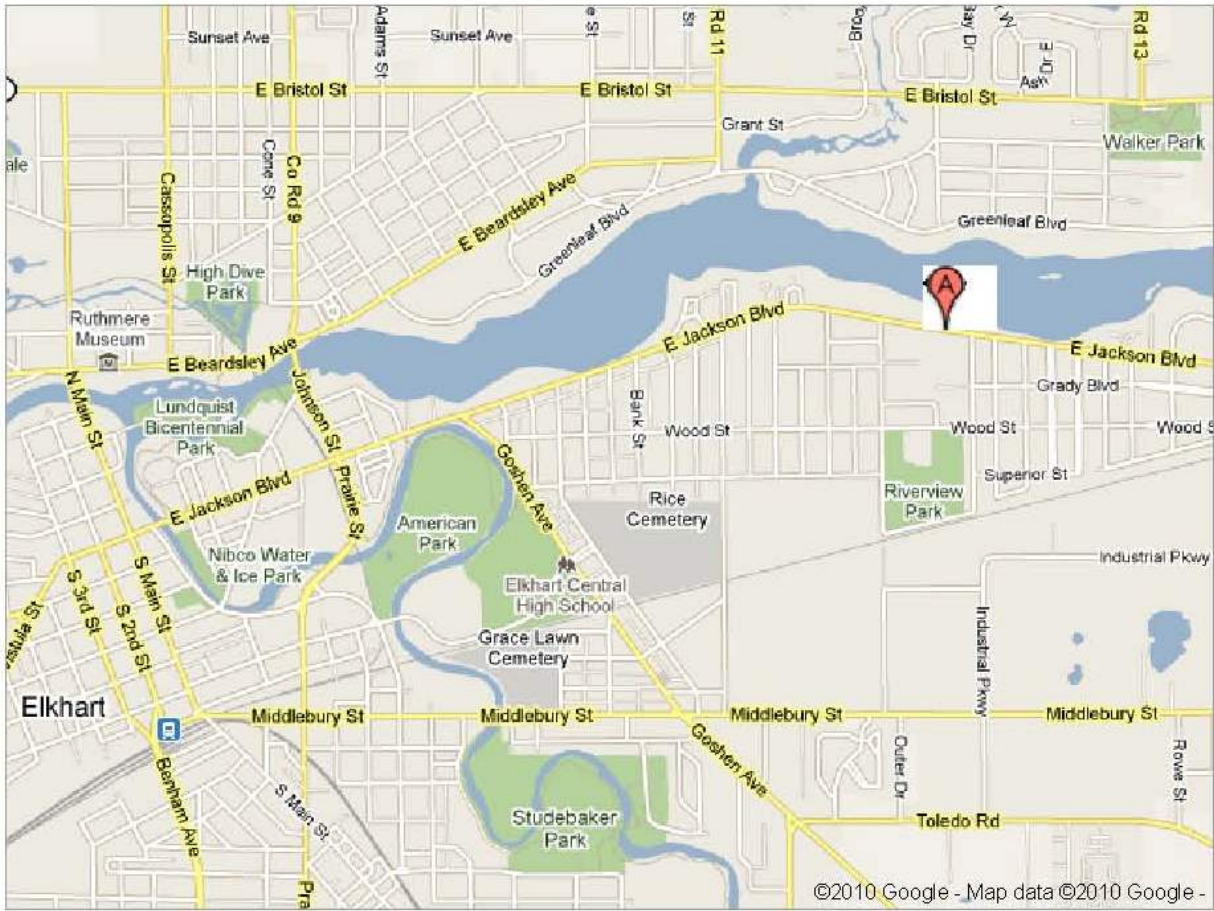 Sunset Ave
Adams St
Sunset Ave
St
Rd 11
Rd 13
E Bristol St
E Bristol St
E Bristol St
Grant St
Walker Park
Cone St
Co Rd 9
Cassopolis St
E Beardsley Ave
Greenleaf Blvd
Greenleaf Blvd
High Dive
Park
A
Ruthmere
Museum
E Beardsley Ave
E Jackson Blvd
E Jackson Blvd
Grady Blvd
N Main St
Johnson St
Lundquist
Bicentennial
Park
Bank St
Wood St
Wood St
Wood S
Goshen Ave
Superior St
E Jackson Blvd
Prairie St
Rice
Cemetery
Riverview
Park
American
Park
Nibco Water
& Ice Park
Industrial Pkwy
Elkhart Central
High School
S 3rd St
S 2nd St
S Main St
Industrial Pkwy
Grace Lawn
Cemetery
Elkhart
Middlebury St
Middlebury St
Middlebury St
Middlebury St
Goshen Ave
Outer Dr
Rowe St
Benham Ave
S Main St
Studebaker
Park
Toledo Rd
Pra
©2010 Google - Map data ©2010 Google -